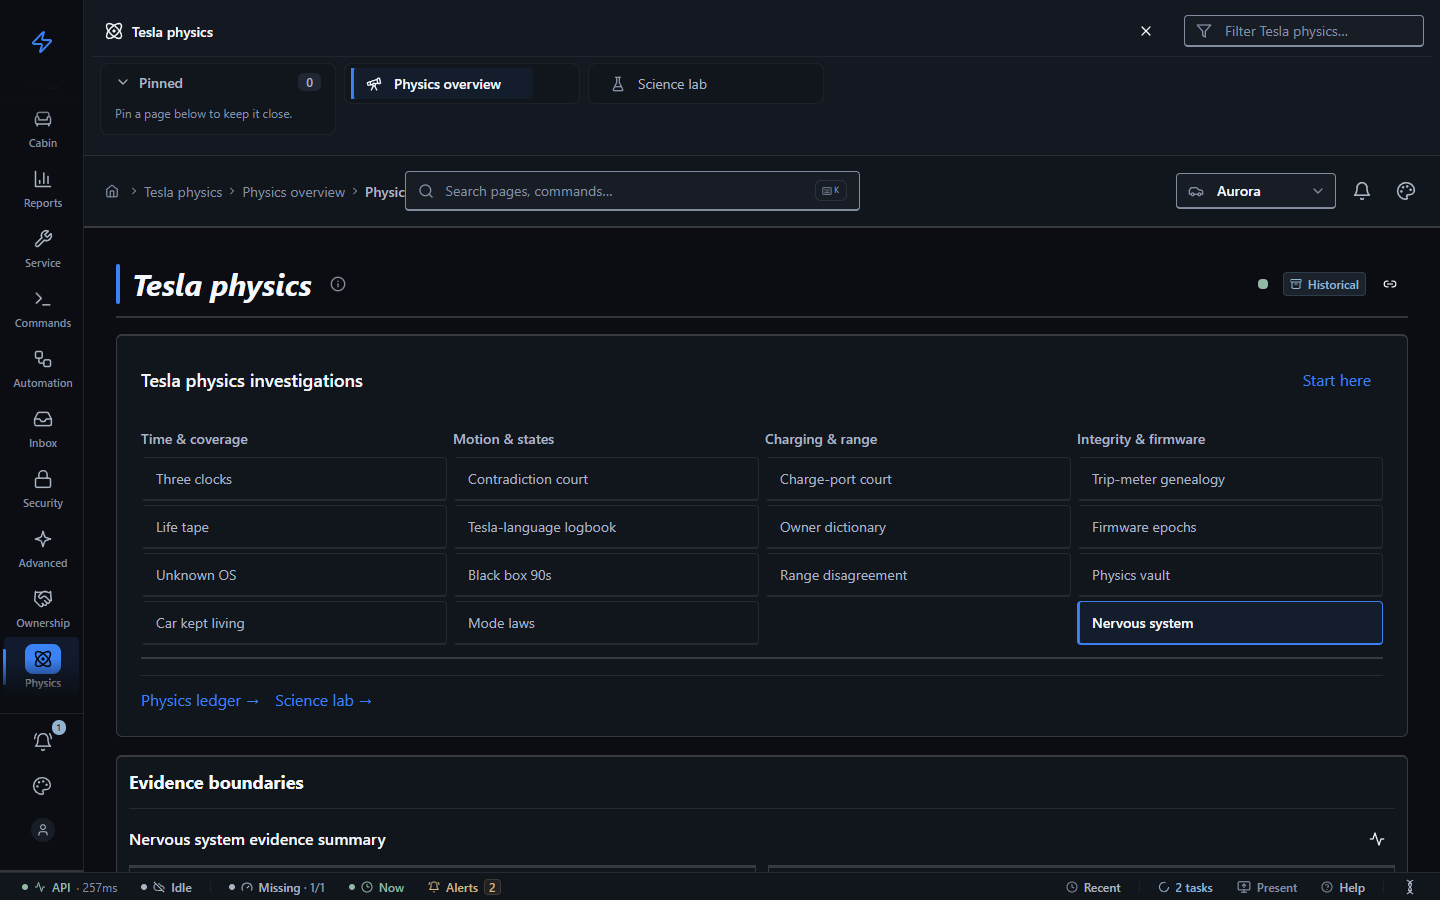 Tesla physics
Filter Tesla physics...
Pinned
0
Pin a page below to keep it close.
Physics overview
Science lab
Cabin
Reports
Service
Commands
Automation
Inbox
Security
Advanced
Ownership
Physics
1
Tesla physics
Physics overview
Physic
Search pages, commands...
K
Aurora
Tesla physics
Historical
Tesla physics investigations
Start here
Time & coverage
Three clocks
Life tape
Unknown OS
Car kept living
Motion & states
Contradiction court
Tesla-language logbook
Black box 90s
Mode laws
Charging & range
Charge-port court
Owner dictionary
Range disagreement
Integrity & firmware
Trip-meter genealogy
Firmware epochs
Physics vault
Nervous system
Physics ledger →
Science lab →
Evidence boundaries
Nervous system evidence summary
API · 257ms
Idle
Missing · 1/1
Now
Alerts 2
Recent
2 tasks
Present
Help